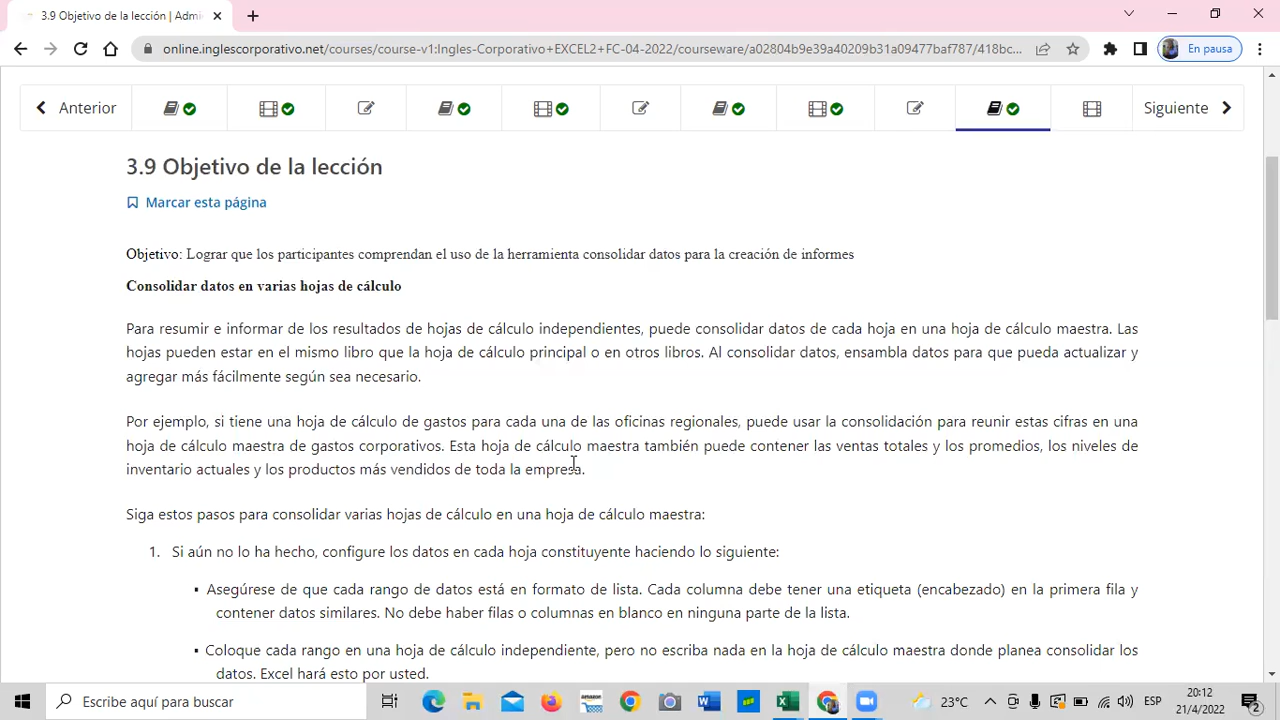 3.9 Objetivo de la lección | Admi
online.inglescorporativo.net/courses/course-v1:Ingles-Corporativo+EXCEL2+FC-04-2022/courseware/a02804b9e39a40209b31a09477baf787/418bc...
En pausa
Anterior
Siguiente
3.9 Objetivo de la lección
Marcar esta página
Objetivo: Lograr que los participantes comprendan el uso de la herramienta consolidar datos para la creación de informes
Consolidar datos en varias hojas de cálculo
Para resumir e informar de los resultados de hojas de cálculo independientes, puede consolidar datos de cada hoja en una hoja de cálculo maestra. Las
hojas pueden estar en el mismo libro que la hoja de cálculo principal o en otros libros. Al consolidar datos, ensambla datos para que pueda actualizar y
agregar más fácilmente según sea necesario.
Por ejemplo, si tiene una hoja de cálculo de gastos para cada una de las oficinas regionales, puede usar la consolidación para reunir estas cifras en una
hoja de cálculo maestra de gastos corporativos. Esta hoja de cálculo maestra también puede contener las ventas totales y los promedios, los niveles de
inventario actuales y los productos más vendidos de toda la empresa.
Siga estos pasos para consolidar varias hojas de cálculo en una hoja de cálculo maestra:
1. Si aún no lo ha hecho, configure los datos en cada hoja constituyente haciendo lo siguiente:
▪ Asegúrese de que cada rango de datos está en formato de lista. Cada columna debe tener una etiqueta (encabezado) en la primera fila y
contener datos similares. No debe haber filas o columnas en blanco en ninguna parte de la lista.
▪ Coloque cada rango en una hoja de cálculo independiente, pero no escriba nada en la hoja de cálculo maestra donde planea consolidar los
datos. Excel hará esto por usted.
Escribe aquí para buscar
amazon
23°C
ESP
20:12
21/4/2022
2